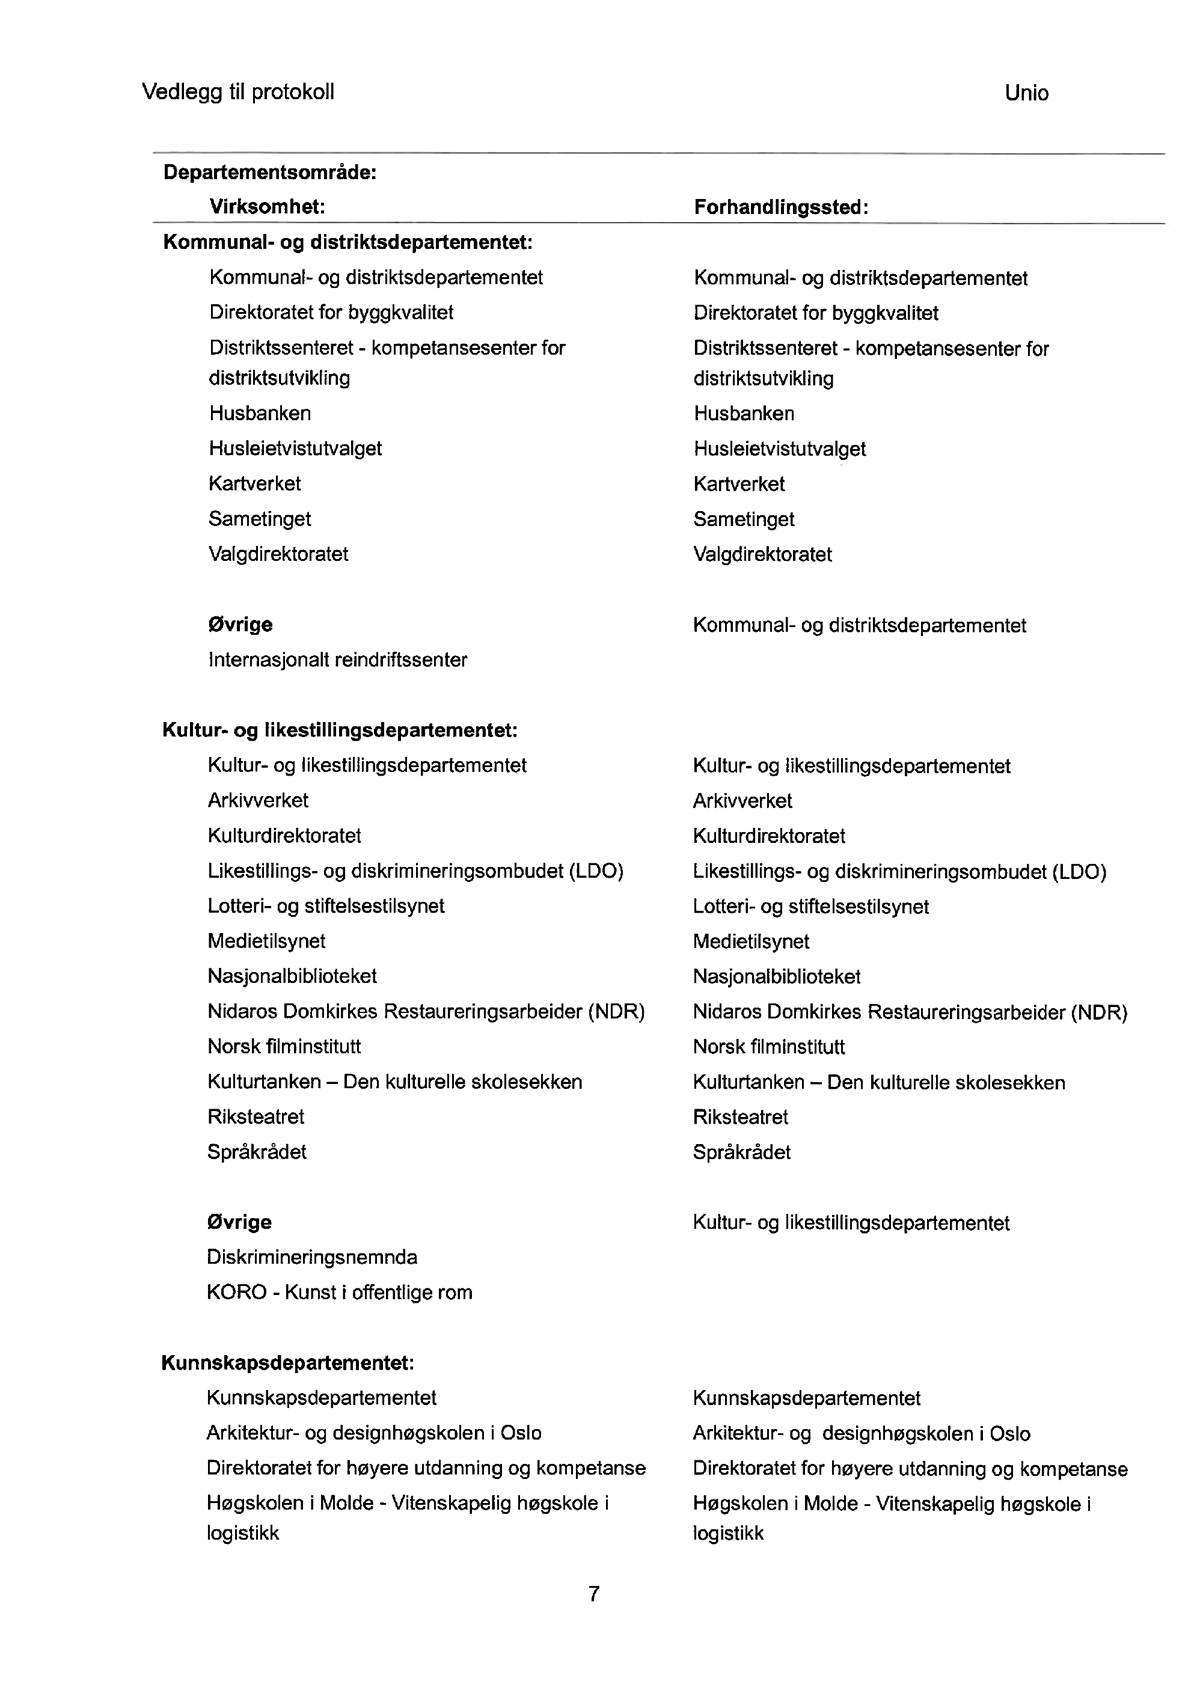 Vedlegg til protokoll Unio
Departementsområde:
Virksomhet: Forhandlingssted:
Kommunal- og distriktsdepartementet:
Kommunal- og distriktsdepartementet Kommunal- og distriktsdepartementet
Direktoratet for byggkvalitet Direktoratet for byggkvalitet
Distriktssenteret - kompetansesenter for Distriktssenteret - kompetansesenter for
distriktsutvikling distriktsutvikling
Husbanken Husbanken
Husleietvistutvalget Husleietvistutvalget
Kartverket Kartverket
Sametinget Sametinget
Valgdirektoratet Valgdirektoratet
Øvrige Kommunal- og distriktsdepartementet
Internasjonalt reindriftssenter
Kultur- og likestillingsdepartementet:
Kultur- og likestillingsdepartementet Kultur- og likestillingsdepartementet
Arkivverket Arkivverket
Kulturdirektoratet Kulturdirektoratet
Likestillings- og diskrimineringsombudet (LDO) Likestillings- og diskrimineringsombudet (LDO)
Lotteri- og stiftelsestilsynet Lotteri- og stiftelsestilsynet
Medietilsynet Medietilsynet
Nasjonalbiblioteket Nasjonalbiblioteket
Nidaros Domkirkes Restaureringsarbeider (NDR) Nidaros Domkirkes Restaureringsarbeider (NDR)
Norsk filminstitutt Norsk filminstitutt
Kulturtanken – Den kulturelle skolesekken Kulturtanken – Den kulturelle skolesekken
Riksteatret Riksteatret
Språkrådet Språkrådet
Øvrige Kultur- og likestillingsdepartementet
Diskrimineringsnemnda
KORO - Kunst i offentlige rom
Kunnskapsdepartementet:
Kunnskapsdepartementet Kunnskapsdepartementet
Arkitektur- og designhøgskolen i Oslo Arkitektur- og designhøgskolen i Oslo
Direktoratet for høyere utdanning og kompetanse Direktoratet for høyere utdanning og kompetanse
Høgskolen i Molde - Vitenskapelig høgskole i Høgskolen i Molde - Vitenskapelig høgskole i
logistikk logistikk
7